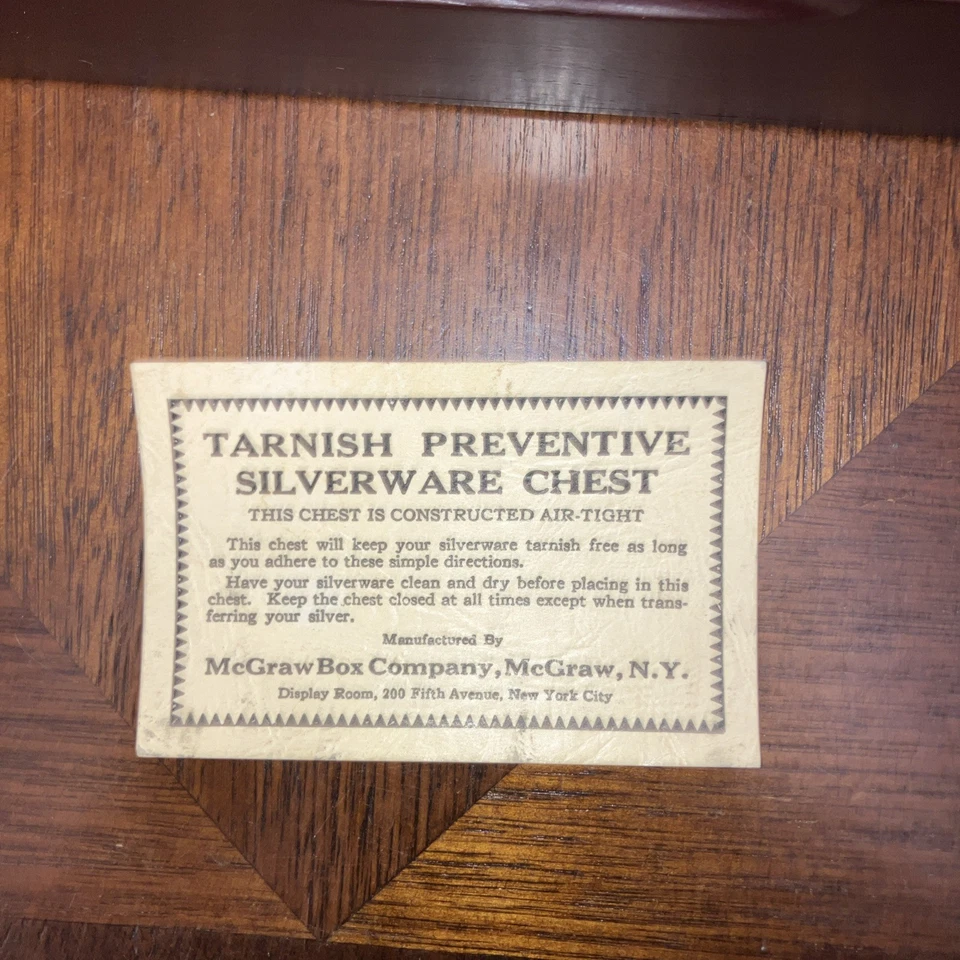 TARNISH PREVENTIVE
SILVERWARE CHEST
THIS CHEST IS CONSTRUCTED AIR-TIGHT
This chest will keep your silverware tarnish free as long
as you adhere to these simple directions.
Have your silverware clean and dry before placing in this
chest. Keep the chest closed at all times except when trans-
ferring your silver.
Manufactured By
McGraw Box Company, McGraw, N.Y.
Display Room, 200 Fifth Avenue, New York City